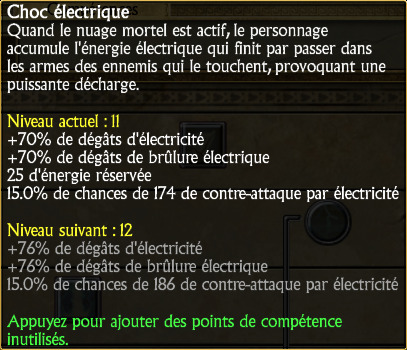 Choc électrique
Quand le nuage mortel est actif, le personnage
accumule l'énergie électrique qui finit par passer dans
les armes des ennemis qui le touchent, provoquant une
puissante décharge.
Niveau actuel : 11
+70% de dégâts d'électricité
+70% de dégâts de brûlure électrique
25 d'énergie réservée
15.0% de chances de 174 de contre-attaque par électricité
Niveau suivant : 12
+76% de dégâts d'électricité
+76% de dégâts de brûlure électrique
15.0% de chances de 186 de contre-attaque par électricité
Appuyez pour ajouter des points de compétence
inutilisés.